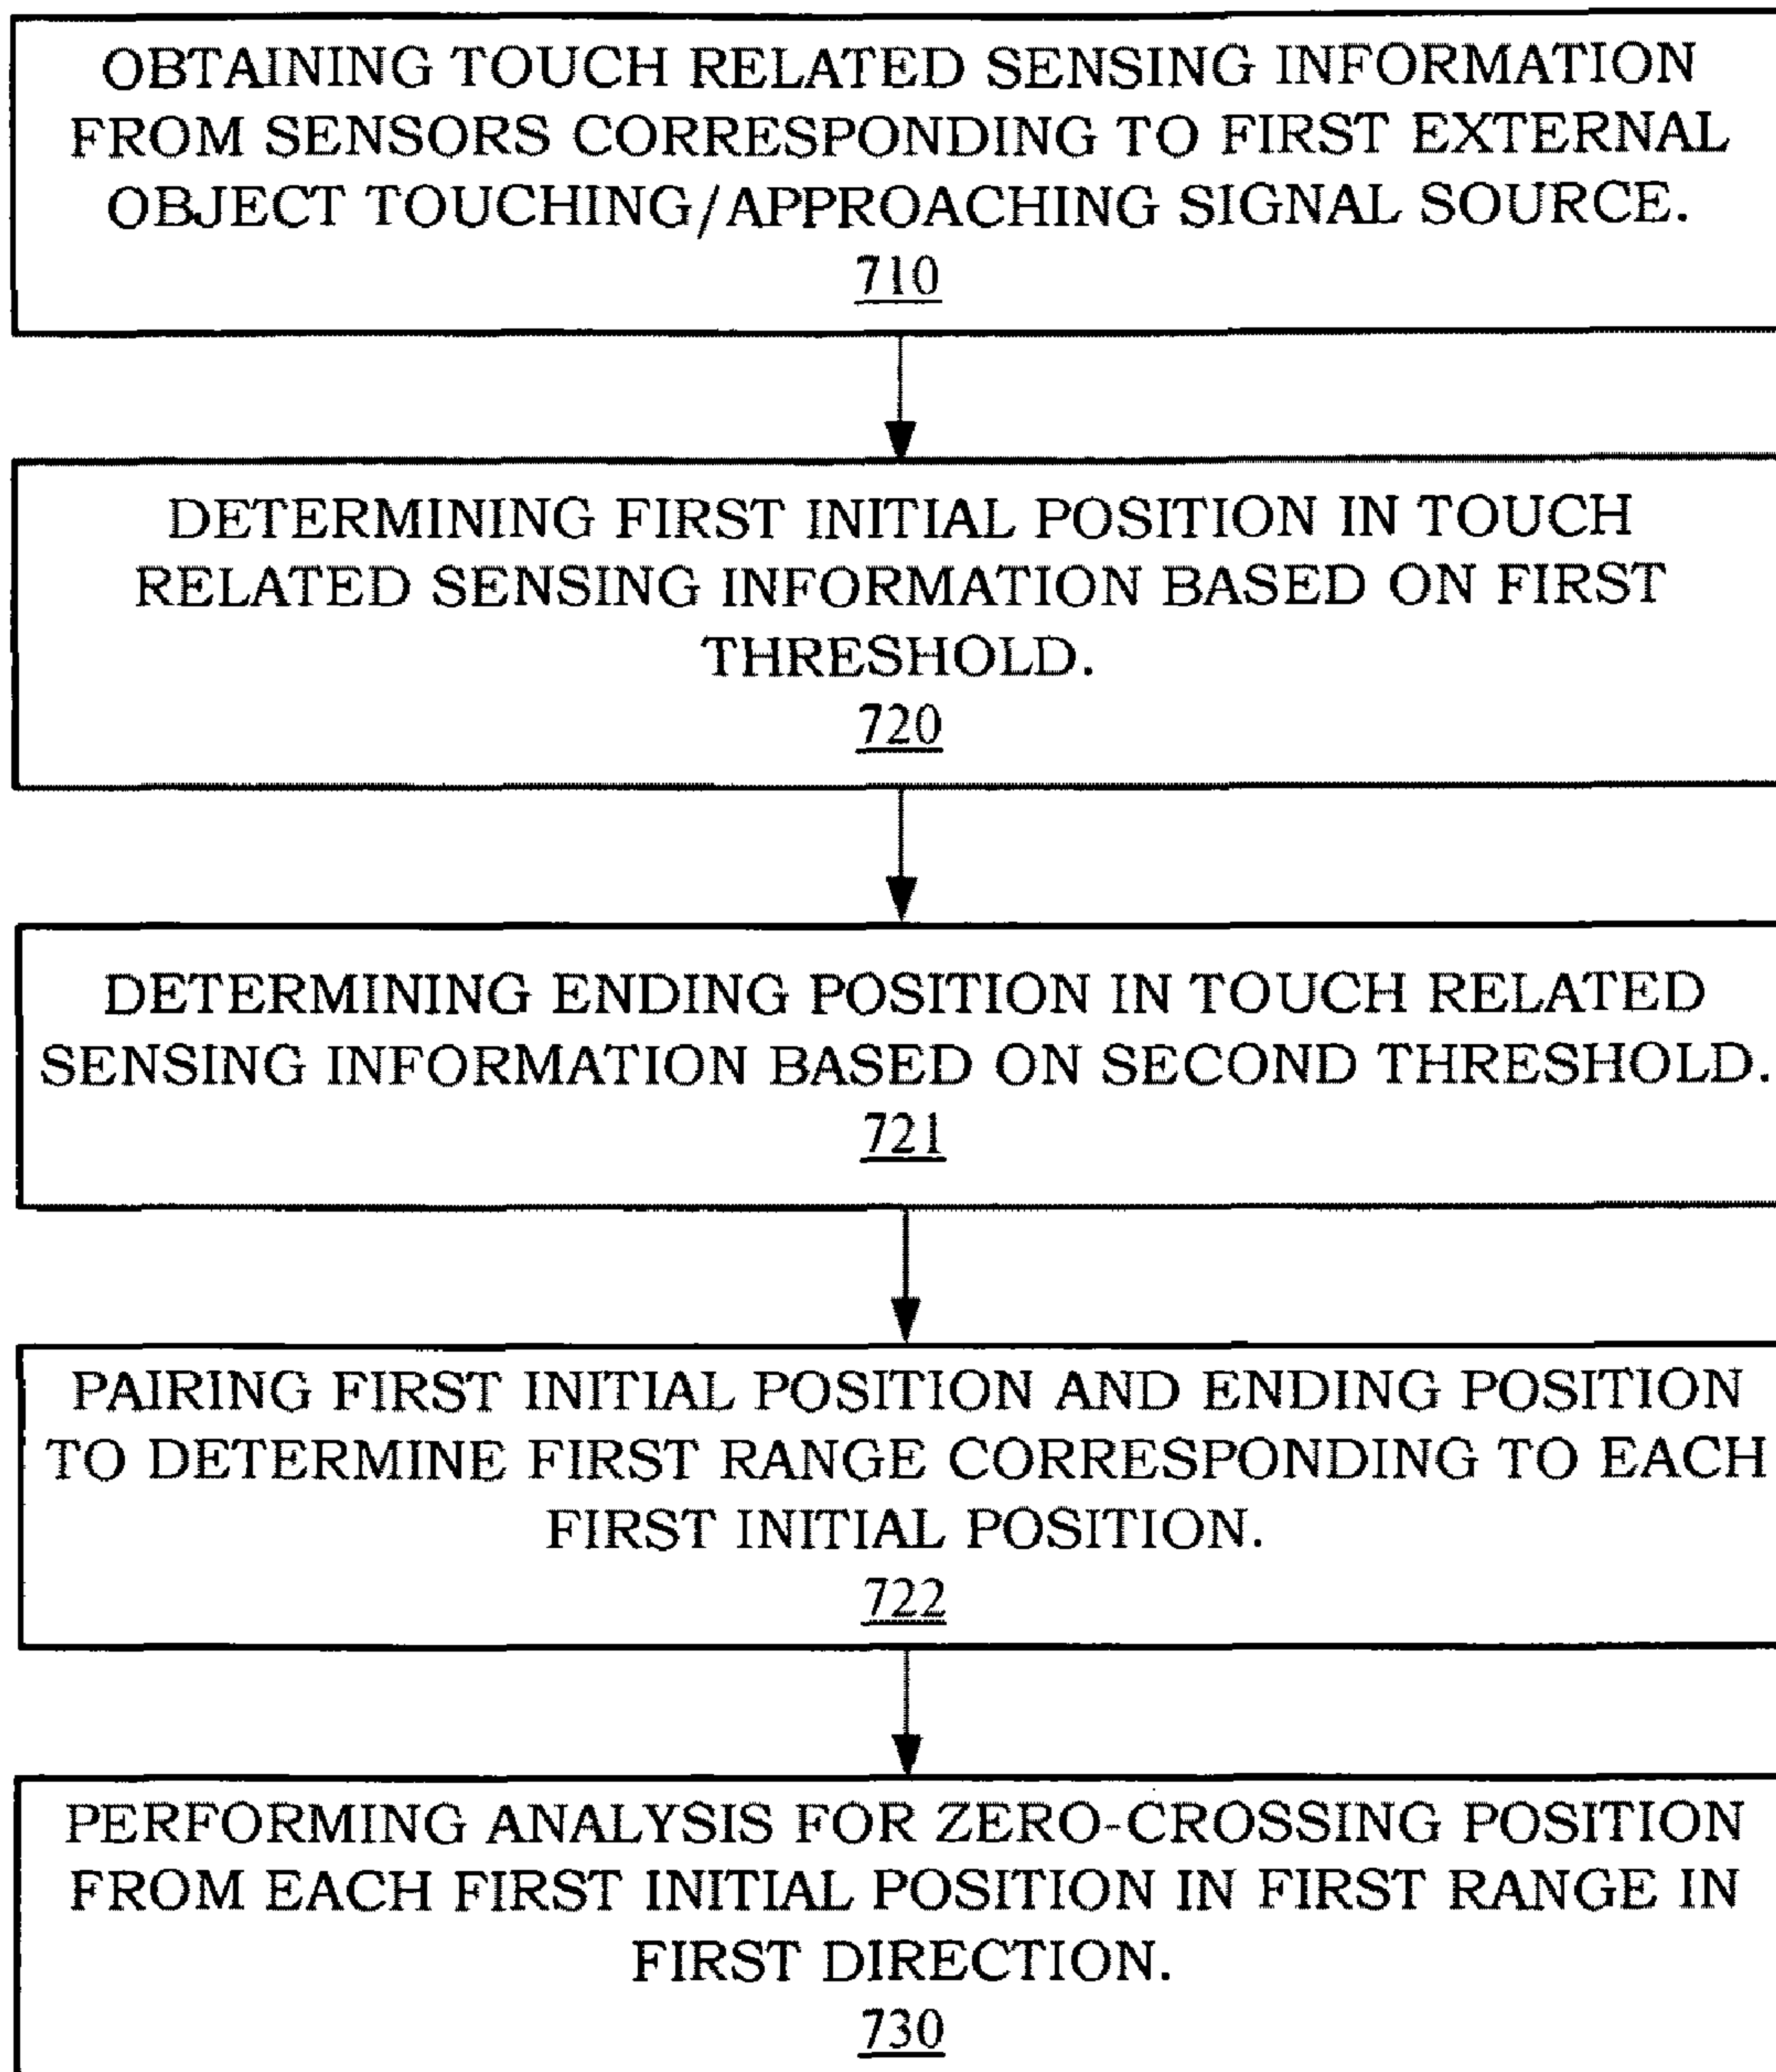 OBTAINING TOUCH RELATED SENSING INFORMATION
FROM SENSORS CORRESPONDING TO FIRST EXTERNAL
OBJECT TOUCHING/APPROACHING SIGNAL SOURCE.
710
DETERMINING FIRST INITIAL POSITION IN TOUCH
RELATED SENSING INFORMATION BASED ON FIRST
THRESHOLD.
720
DETERMINING ENDING POSITION IN TOUCH RELATED
SENSING INFORMATION BASED ON SECOND THRESHOLD.
721
PAIRING FIRST INITIAL POSITION AND ENDING POSITION
TO DETERMINE FIRST RANGE CORRESPONDING TO EACH
FIRST INITIAL POSITION.
722
PERFORMING ANALYSIS FOR ZERO-CROSSING POSITION
FROM EACH FIRST INITIAL POSITION IN FIRST RANGE IN
FIRST DIRECTION.
730